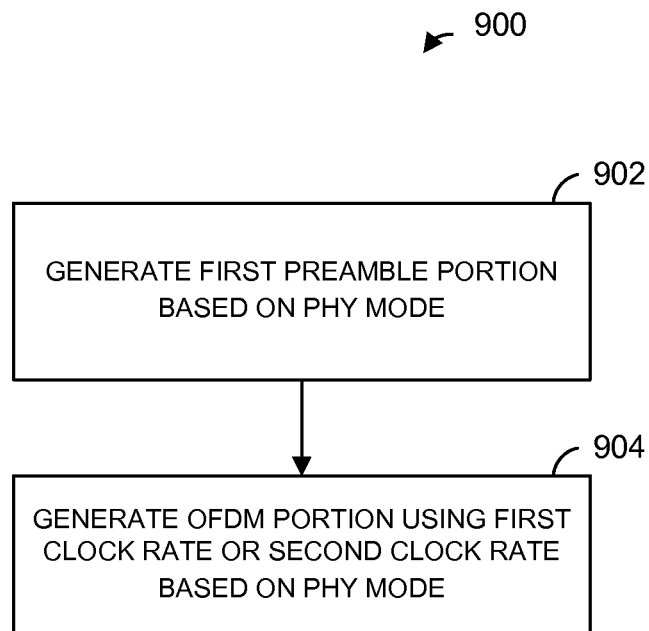 900
902
GENERATE FIRST PREAMBLE PORTION
BASED ON PHY MODE
904
GENERATE OFDM PORTION USING FIRST
CLOCK RATE OR SECOND CLOCK RATE
BASED ON PHY MODE